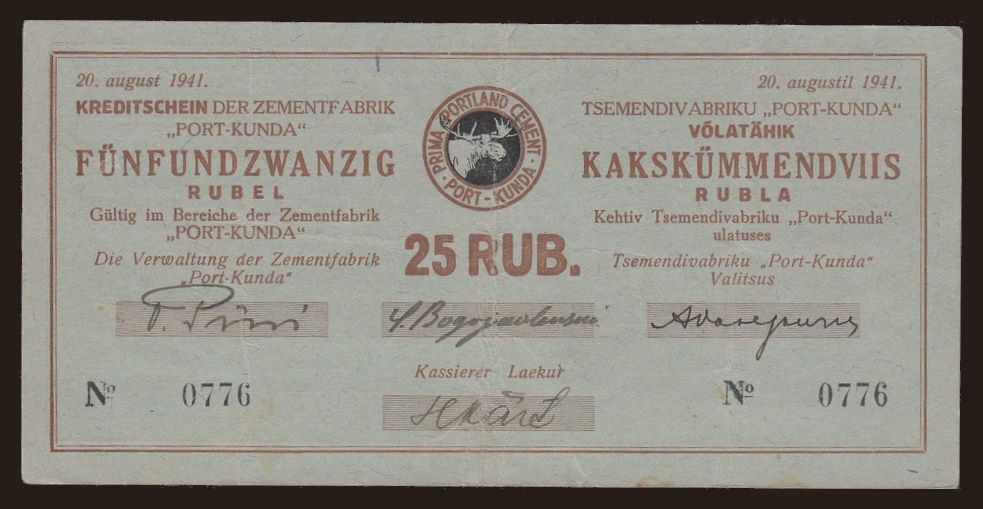 20. august 1941.
KREDITSCHEIN DER ZEMENTFABRIK
„PORT-KUNDA"
FÜNFUNDZWANZIG
RUBEL
Gültig im Bereiche der Zementfabrik
„PORT-KUNDA"
Die Verwaltung der Zementfabrik
„Port-Kunda"
PRIMA PORTLAND CEMENT
· PORT-KUNDA ·
25 RUB.
20. augustil 1941.
TSEMENDIVABRIKU „PORT-KUNDA"
VÕLATÄHIK
KAKSKÜMMENDVIIS
RUBLA
Kehtiv Tsemendivabriku „Port-Kunda"
ulatuses
Tsemendivabriku „Port-Kunda"
Valitsus
Kassierer Laekur
№ 0776
№ 0776